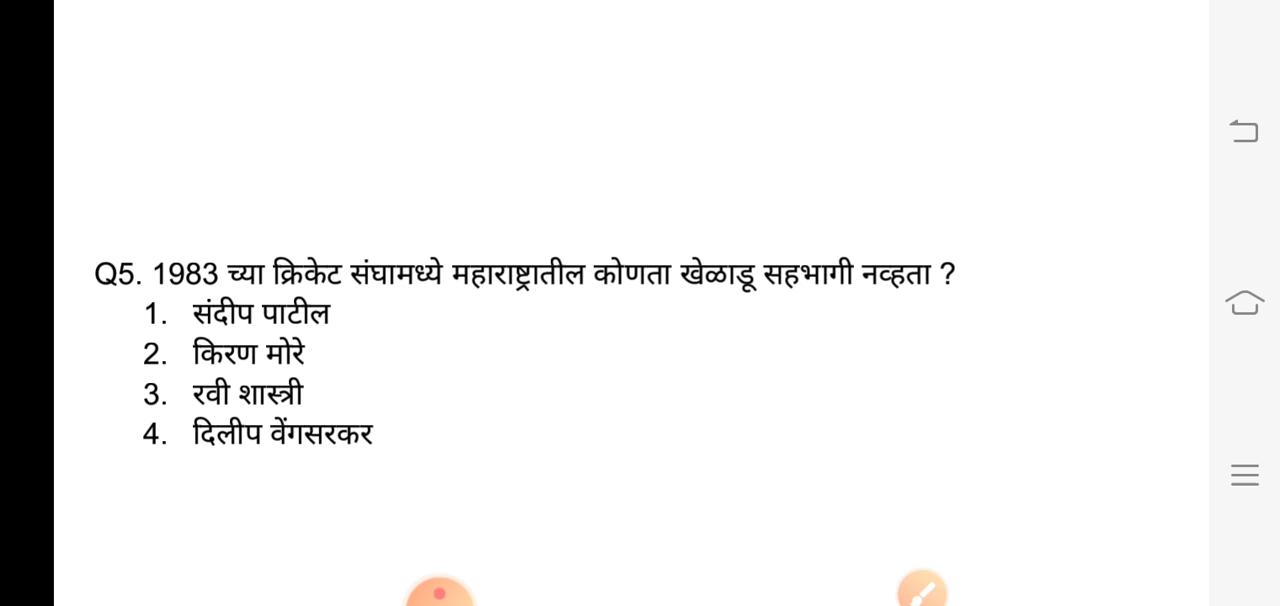 Q5. 1983 च्या क्रिकेट संघामध्ये महाराष्ट्रातील कोणता खेळाडू सहभागी नव्हता ?
1. संदीप पाटील
2. किरण मोरे
3. रवी शास्त्री
4. दिलीप वेंगसरकर